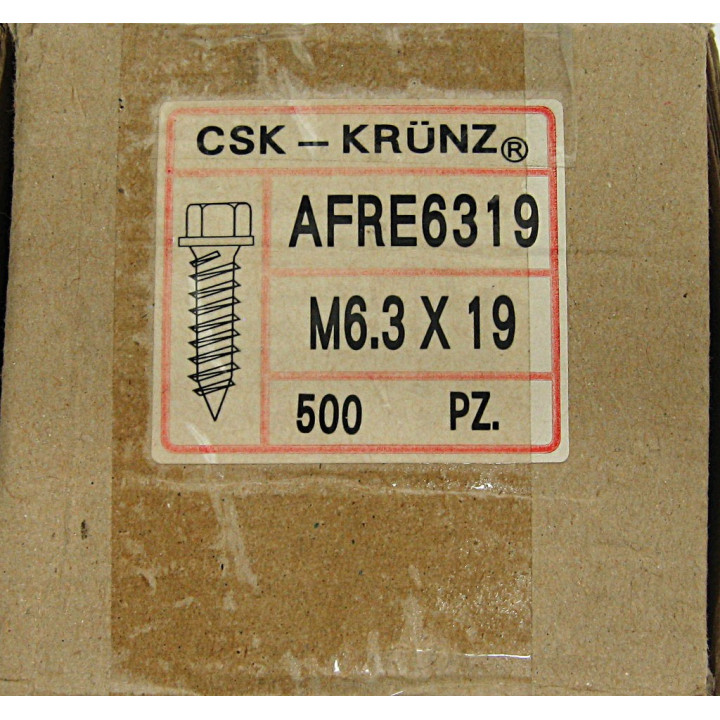 CSK – KRÜNZ®
AFRE6319
M6.3 X 19
500 PZ.